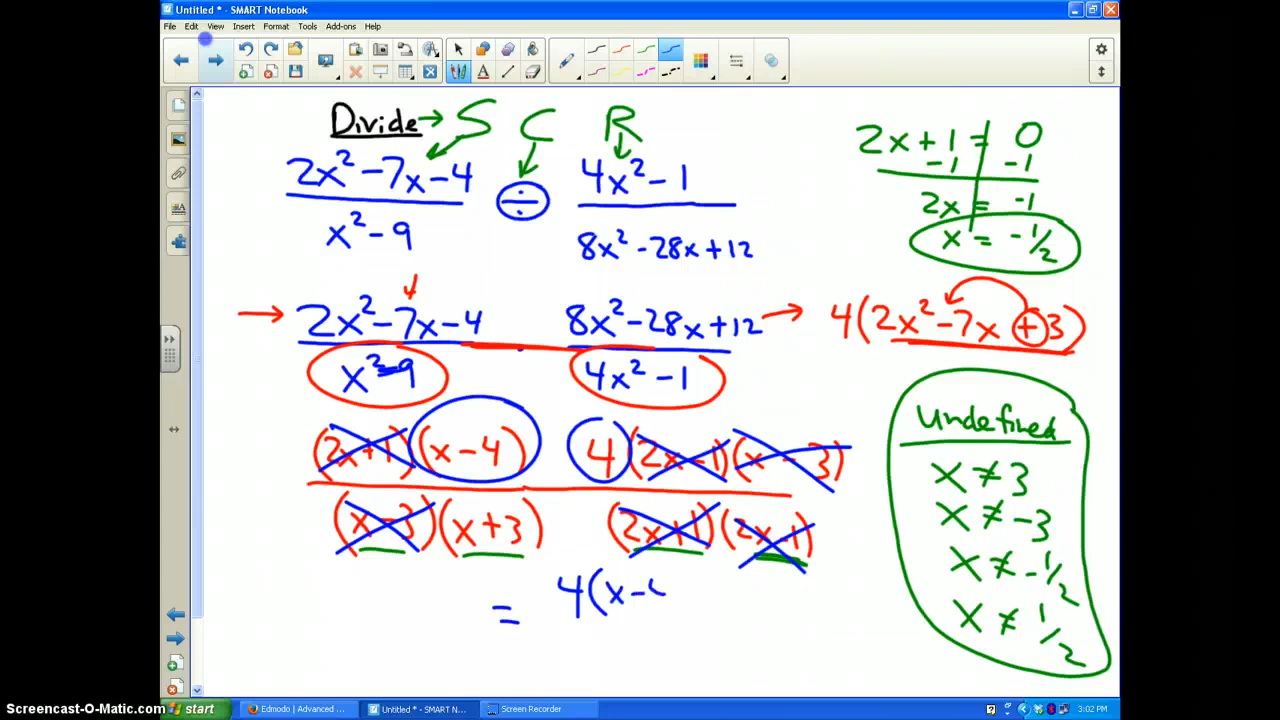 Untitled * - SMART Notebook
File Edit View Insert Format Tools Add-ons Help
Divide → S C R
2x² - 7x - 4 ÷ 4x² - 1
x² - 9 8x² - 28x + 12
2x + 1 = 0
-1 -1
2x = -1
x = -1/2
→ 2x² - 7x - 4 8x² - 28x + 12 → 4(2x² - 7x + 3)
x² - 9 4x² - 1
(2x+1)(x-4) 4(2x-1)(x-3)
(x-3)(x+3) (2x+1)(2x-1)
= 4(x-
Undefined
x ≠ 3
x ≠ -3
x ≠ -1/2
x ≠ 1/2
Screencast-O-Matic.com
start Edmodo | Advanced ... Untitled * - SMART N... Screen Recorder ? 3:02 PM